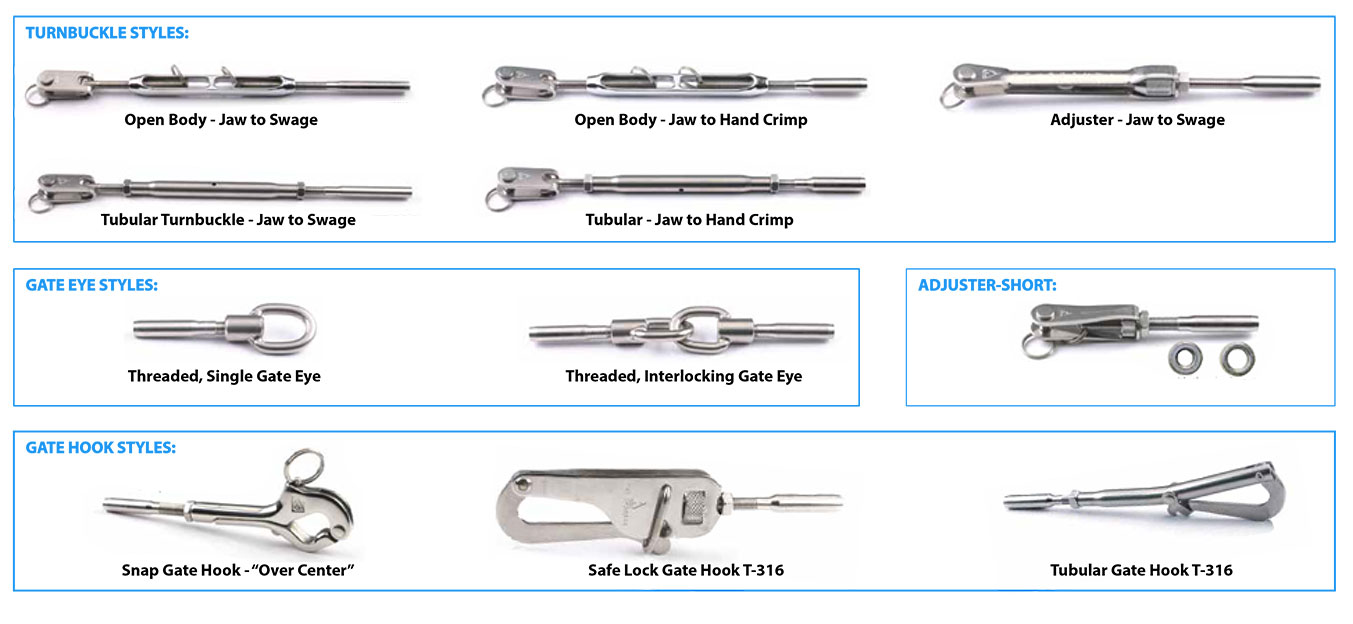 TURNBUCKLE STYLES:
Open Body - Jaw to Swage
Open Body - Jaw to Hand Crimp
Adjuster - Jaw to Swage
Tubular Turnbuckle - Jaw to Swage
Tubular - Jaw to Hand Crimp
GATE EYE STYLES:
Threaded, Single Gate Eye
Threaded, Interlocking Gate Eye
ADJUSTER-SHORT:
GATE HOOK STYLES:
Snap Gate Hook - “Over Center”
Safe Lock Gate Hook T-316
Tubular Gate Hook T-316